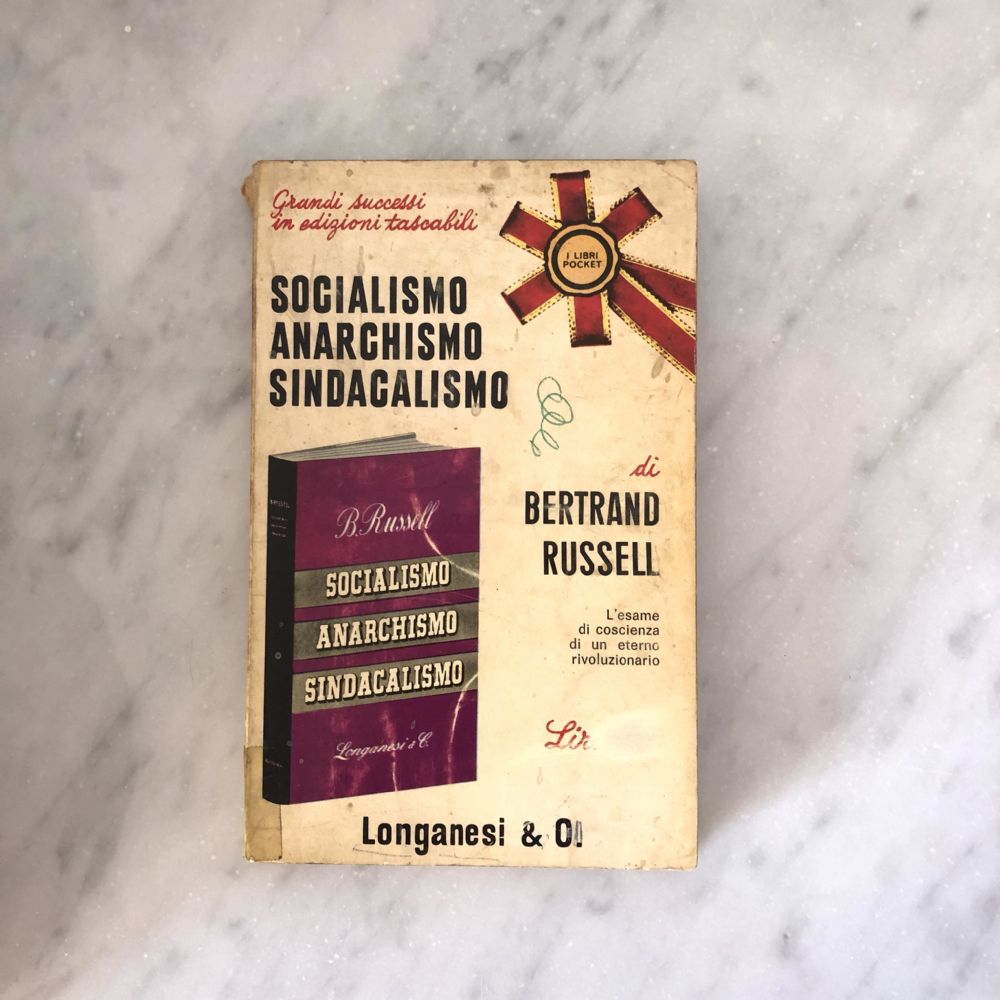 Grandi successi
in edizioni tascabili
I LIBRI
POCKET
SOCIALISMO
ANARCHISMO
SINDACALISMO
di
BERTRAND
RUSSELL
L'esame
di coscienza
di un eterno
rivoluzionario
B. Russell
SOCIALISMO
ANARCHISMO
SINDACALISMO
Longanesi & C.
Longanesi &